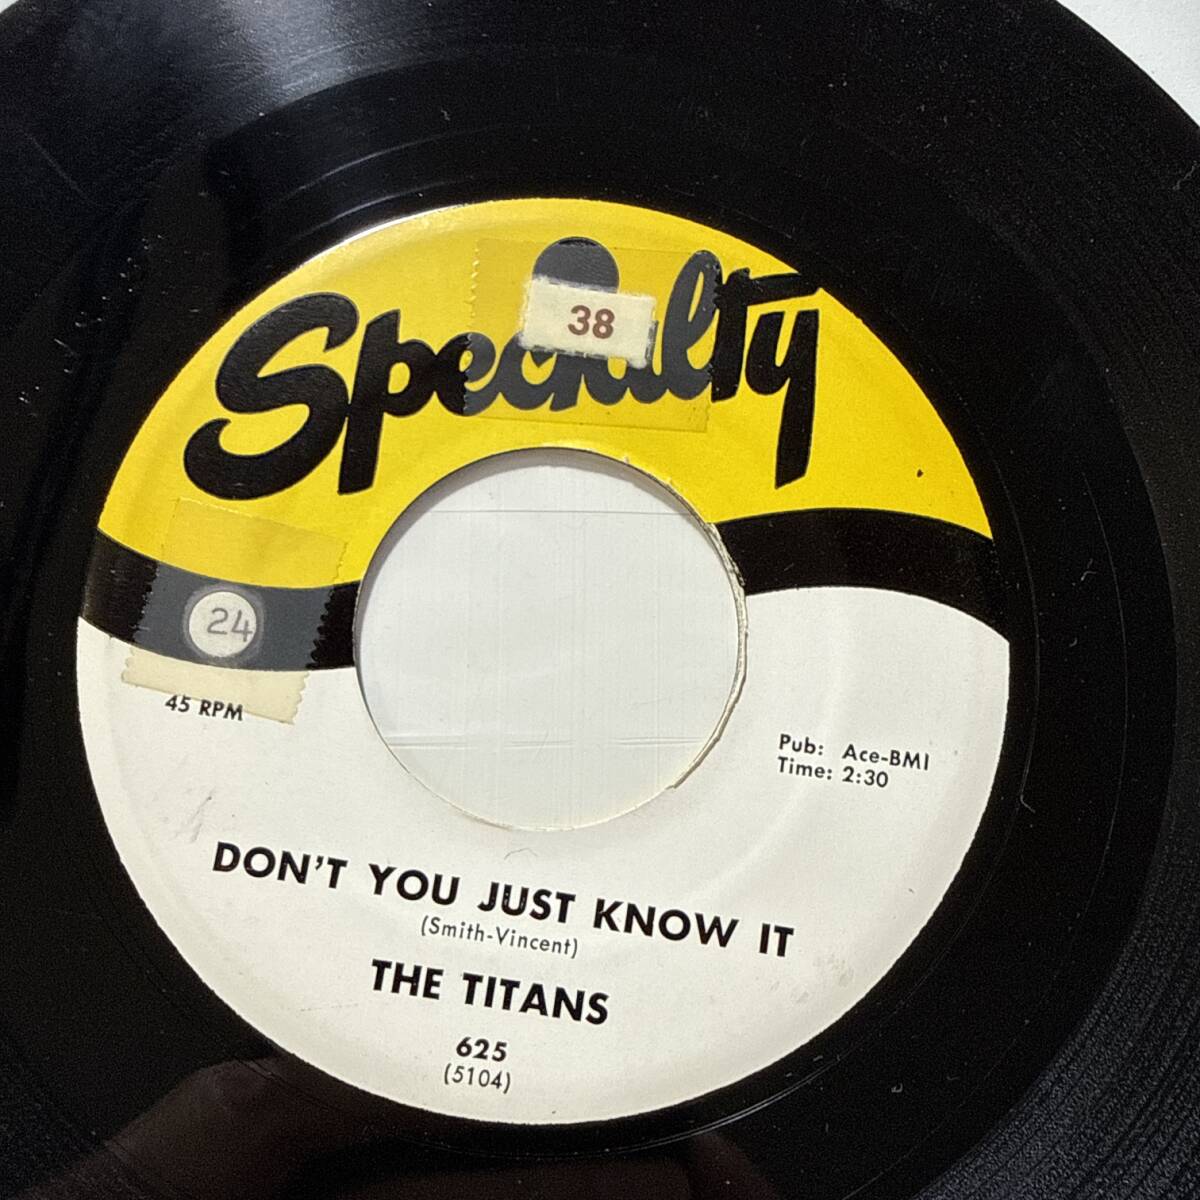 Specialty
38
24
45 RPM
Pub: Ace-BMI
Time: 2:30
DON'T YOU JUST KNOW IT
(Smith-Vincent)
THE TITANS
625
(5104)